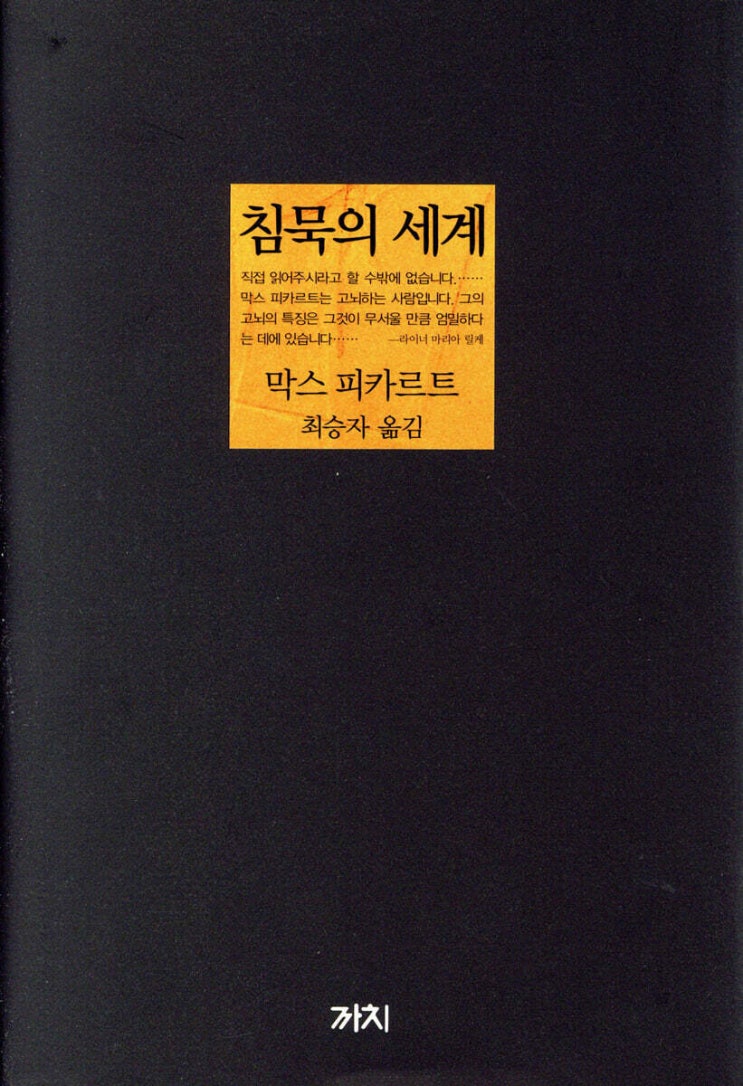 침묵의 세계
직접 읽어주시라고 할 수밖에 없습니다.……
막스 피카르트는 고뇌하는 사람입니다. 그의
고뇌의 특징은 그것이 무서울 만큼 엄밀하다
는 데에 있습니다…… —라이너 마리아 릴케
막스 피카르트
최승자 옮김
까치